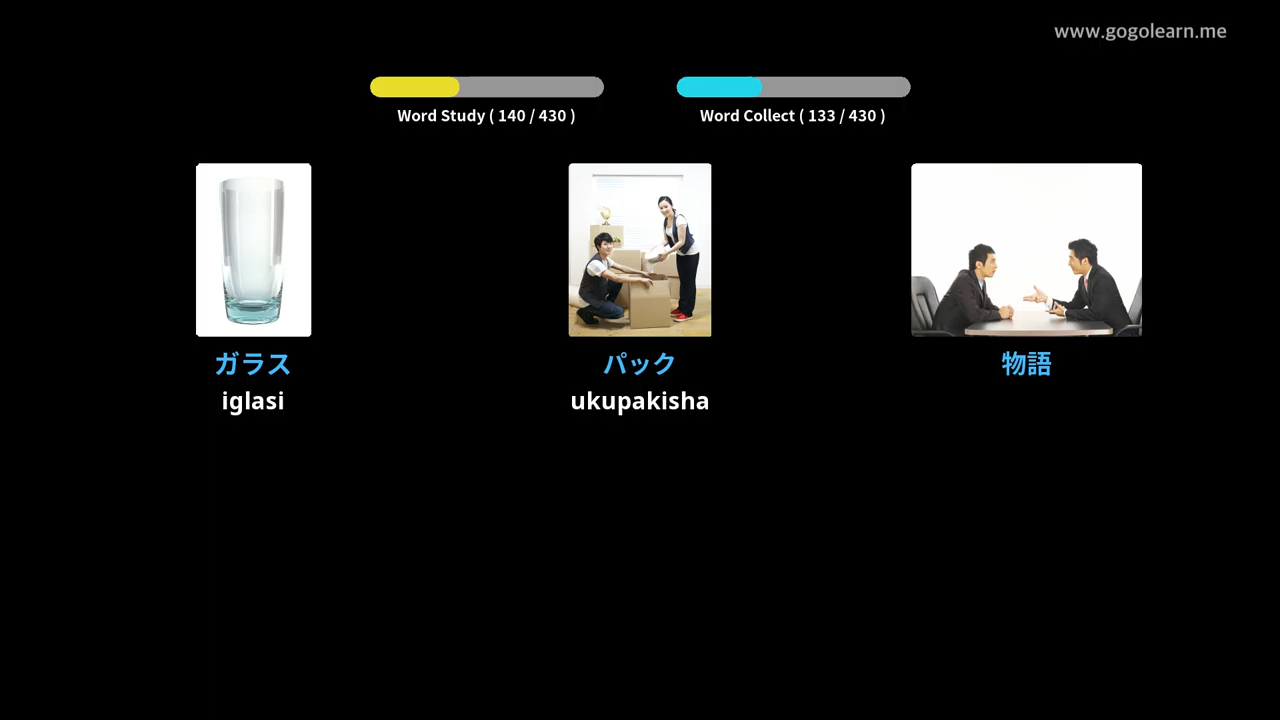 www.gogolearn.me
Word Study ( 140 / 430 )
Word Collect ( 133 / 430 )
ガラス
iglasi
パック
ukupakisha
物語